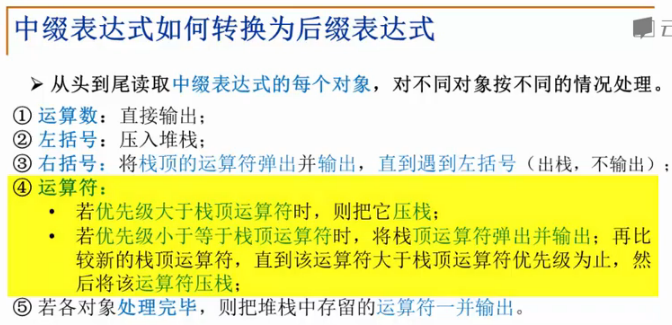 中缀表达式如何转换为后缀表达式
➢ 从头到尾读取中缀表达式的每个对象，对不同对象按不同的情况处理。
① 运算数：直接输出；
② 左括号：压入堆栈；
③ 右括号：将栈顶的运算符弹出并输出，直到遇到左括号（出栈，不输出）；
④ 运算符：
• 若优先级大于栈顶运算符时，则把它压栈；
• 若优先级小于等于栈顶运算符时，将栈顶运算符弹出并输出；再比
较新的栈顶运算符，直到该运算符大于栈顶运算符优先级为止，然
后将该运算符压栈；
⑤ 若各对象处理完毕，则把堆栈中存留的运算符一并输出。